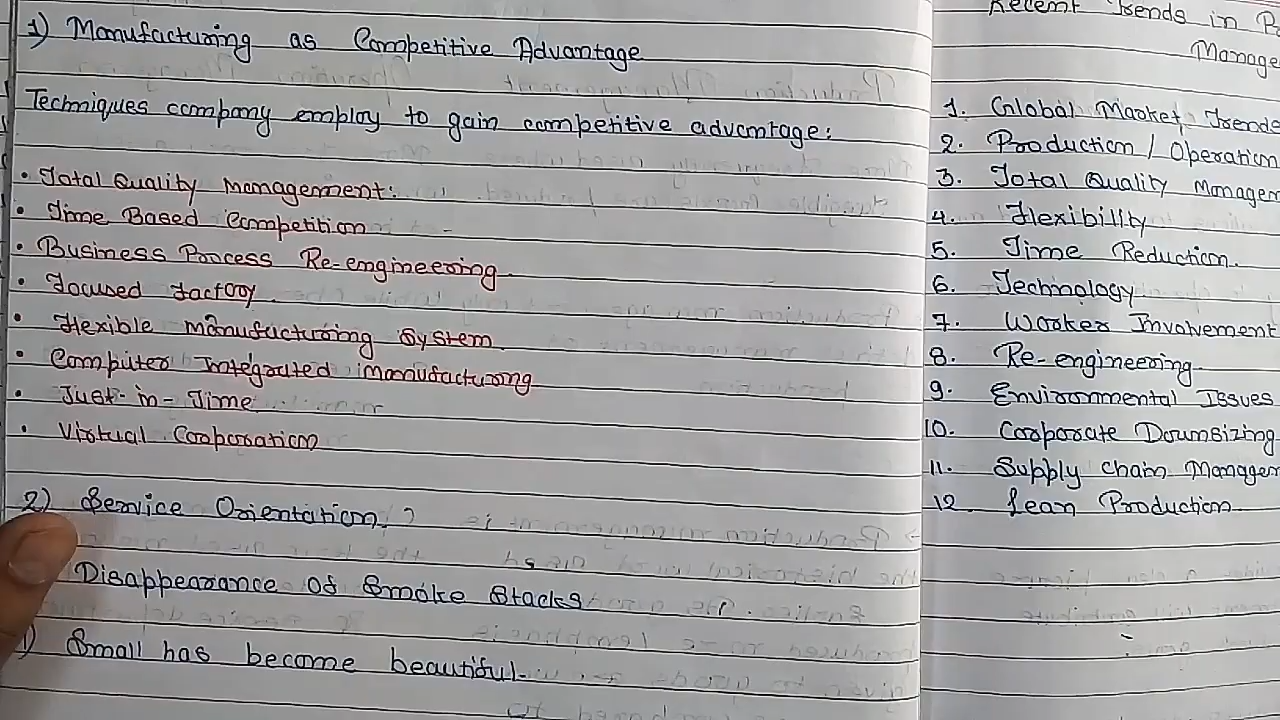 1) Manufacturing as Competitive Advantage
Techniques company employ to gain competitive advantage:
• Total Quality Management:
• Time Based Competition
• Business Process Re-engineering
• Focused Factory
• Flexible manufacturing System
• Computer Integrated Manufacturing
• Just-in-Time
• Virtual Corporation
2) Service Orientation
Disappearance of Smoke Stacks
Small has become beautiful
Recent Trends in
Manage
1. Global Market Trends
2. Production / Operation
3. Total Quality Managem
4. Flexibility
5. Time Reduction
6. Technology
7. Worker Involvement
8. Re-engineering
9. Environmental Issues
10. Corporate Downsizing
11. Supply Chain Managem
12. Lean Production